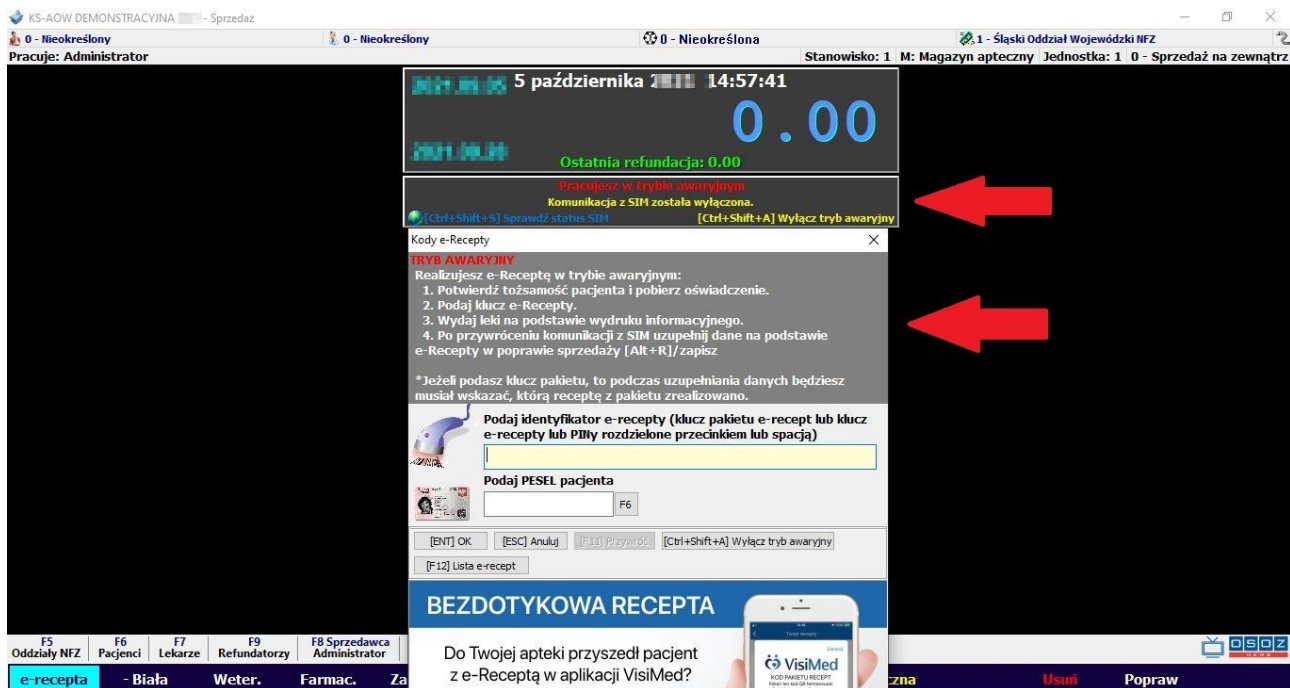 KS-AOW DEMONSTRACYJNA - Sprzedaż
0 - Nieokreślony 0 - Nieokreślony 0 - Nieokreślona 1 - Śląski Oddział Wojewódzki NFZ
Pracuje: Administrator Stanowisko: 1 M: Magazyn apteczny Jednostka: 1 0 - Sprzedaż na zewnątrz
5 października 14:57:41
0.00
Ostatnia refundacja: 0.00
Pracujesz w trybie awaryjnym
Komunikacja z SIM została wyłączona.
[Ctrl+Shift+S] Sprawdź status SIM [Ctrl+Shift+A] Wyłącz tryb awaryjny
Kody e-Recepty
TRYB AWARYJNY
Realizujesz e-Receptę w trybie awaryjnym:
1. Potwierdź tożsamość pacjenta i pobierz oświadczenie.
2. Podaj klucz e-Recepty.
3. Wydaj leki na podstawie wydruku informacyjnego.
4. Po przywróceniu komunikacji z SIM uzupełnij dane na podstawie
e-Recepty w poprawie sprzedaży [Alt+R]/zapisz
*Jeżeli podasz klucz pakietu, to podczas uzupełniania danych będziesz
musiał wskazać, którą receptę z pakietu zrealizowano.
Podaj identyfikator e-recepty (klucz pakietu e-recept lub klucz
e-recepty lub PINy rozdzielone przecinkiem lub spacją)
Podaj PESEL pacjenta
F6
[ENT] OK [ESC] Anuluj [F11] Przywróć [Ctrl+Shift+A] Wyłącz tryb awaryjny
[F12] Lista e-recept
BEZDOTYKOWA RECEPTA
Do Twojej apteki przyszedł pacjent
z e-Receptą w aplikacji VisiMed?
VisiMed
KOD PAKIETU RECEPT
F5 F6 F7 F9 F8 Sprzedawca
Oddziały NFZ Pacjenci Lekarze Refundatorzy Administrator
OSOZ
NEWS
e-recepta - Biała Weter. Farmac. Za czna Usuń Popraw